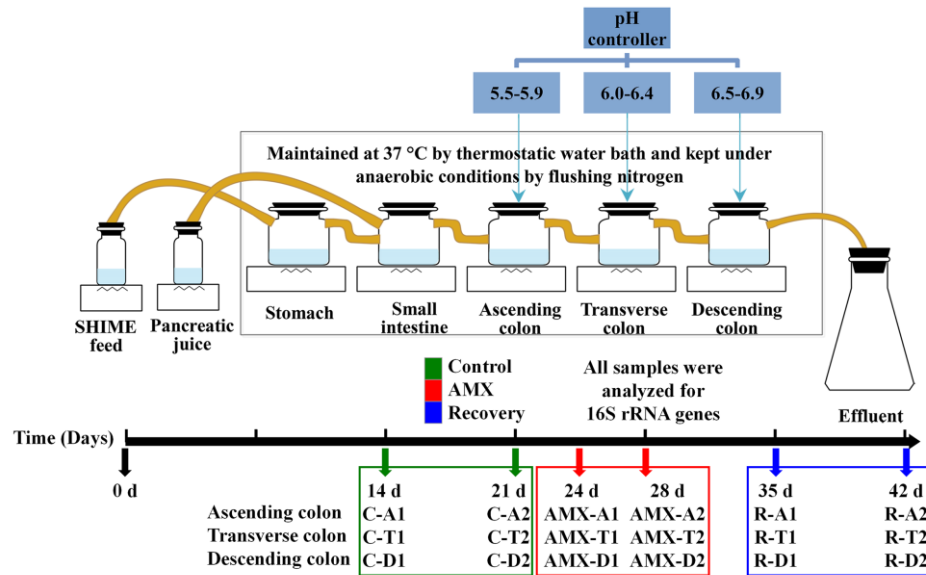 pH
controller
5.5-5.9 6.0-6.4 6.5-6.9
Maintained at 37 °C by thermostatic water bath and kept under
anaerobic conditions by flushing nitrogen
SHIME
feed
Pancreatic
juice
Stomach
Small
intestine
Ascending
colon
Transverse
colon
Descending
colon
Effluent
Control
AMX
Recovery
All samples were
analyzed for
16S rRNA genes
Time (Days)
0 d 14 d 21 d 24 d 28 d 35 d 42 d
Ascending colon C-A1 C-A2 AMX-A1 AMX-A2 R-A1 R-A2
Transverse colon C-T1 C-T2 AMX-T1 AMX-T2 R-T1 R-T2
Descending colon C-D1 C-D2 AMX-D1 AMX-D2 R-D1 R-D2